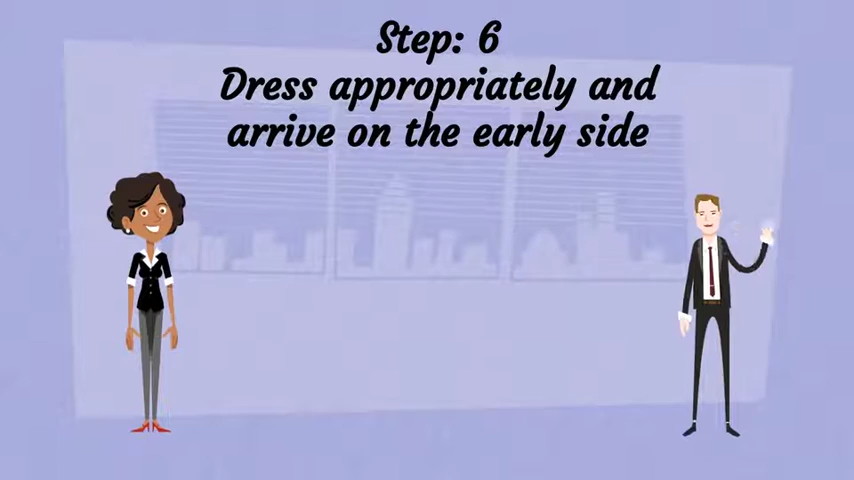 Step: 6
Dress appropriately and
arrive on the early side